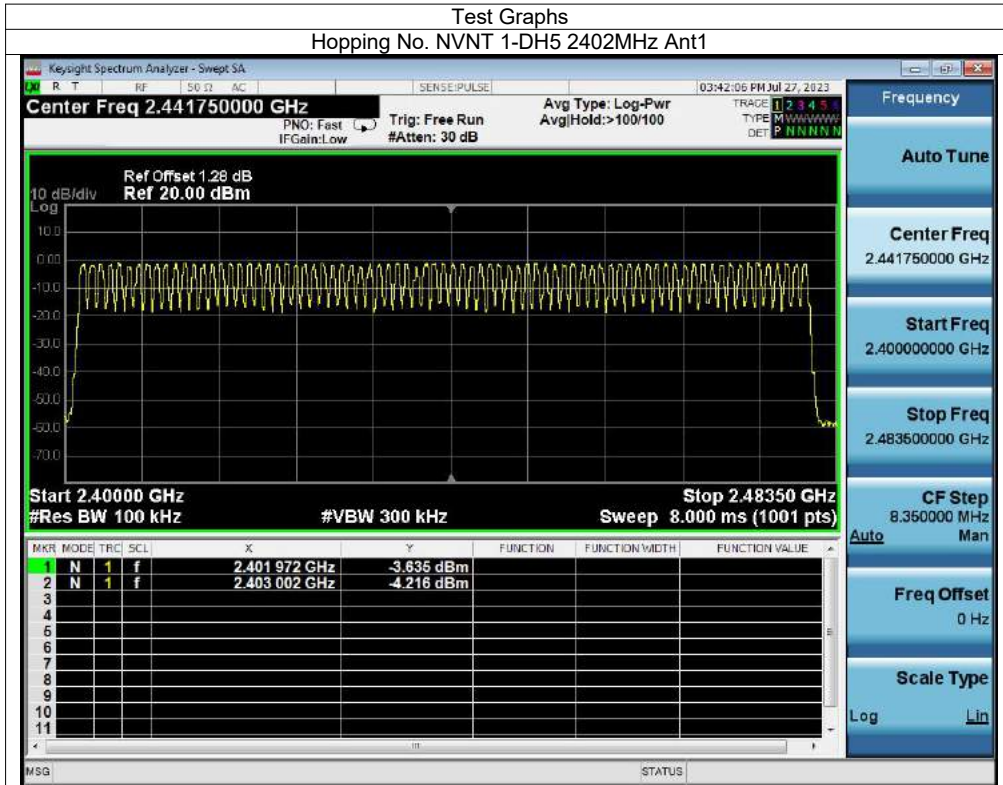 Test Graphs
Hopping No. NVNT 1-DH5 2402MHz Ant1
Keysight Spectrum Analyzer - Swept SA
R T RF 50 Ω AC SENSE:PULSE 03:42:06 PM Jul 27, 2023
Center Freq 2.441750000 GHz
PNO: Fast
IFGain:Low
Trig: Free Run
#Atten: 30 dB
Avg Type: Log-Pwr
Avg|Hold:>100/100
TRACE 1 2 3 4 5 6
TYPE M WWWWW
DET P N N N N N
Ref Offset 1.28 dB
10 dB/div Ref 20.00 dBm
Log
10.0
0.00
-10.0
-20.0
-30.0
-40.0
-50.0
-60.0
-70.0
Start 2.40000 GHz Stop 2.48350 GHz
#Res BW 100 kHz #VBW 300 kHz Sweep 8.000 ms (1001 pts)
MKR MODE TRC SCL X Y FUNCTION FUNCTION WIDTH FUNCTION VALUE
1 N 1 f 2.401 972 GHz -3.635 dBm
2 N 1 f 2.403 002 GHz -4.216 dBm
3
4
5
6
7
8
9
10
11
MSG STATUS
Frequency
Auto Tune
Center Freq
2.441750000 GHz
Start Freq
2.400000000 GHz
Stop Freq
2.483500000 GHz
CF Step
8.350000 MHz
Auto Man
Freq Offset
0 Hz
Scale Type
Log Lin